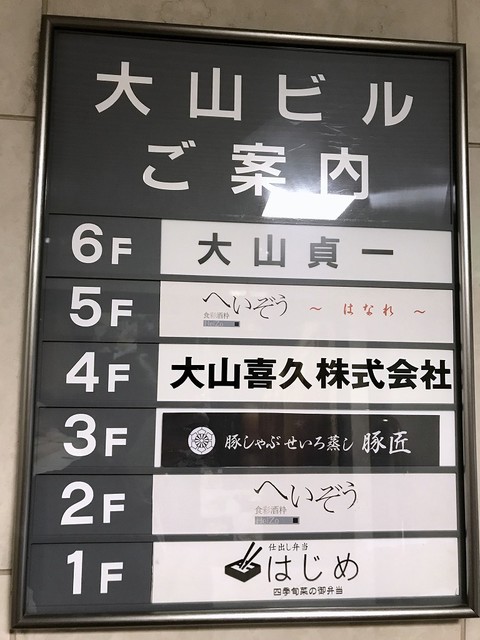 大山ビル
ご案内
6F 大山貞一
5F へいぞう ～はなれ～
食彩酒粋
4F 大山喜久株式会社
3F 豚しゃぶせいろ蒸し 豚匠
2F へいぞう
食彩酒粋
1F 仕出し弁当
はじめ
四季旬菜の御弁当